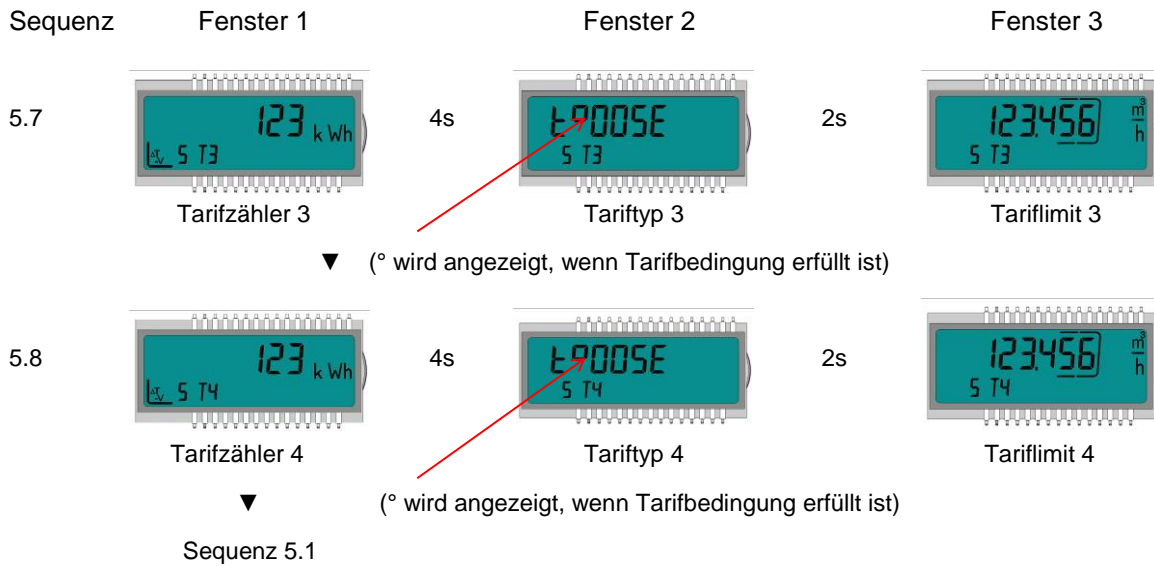 Sequenz Fenster 1 Fenster 2 Fenster 3
5.7 123 kWh 4s t°005E 2s 123.456 m³/h
5 T3 5 T3 5 T3
Tarifzähler 3 Tariftyp 3 Tariflimit 3
▼ (° wird angezeigt, wenn Tarifbedingung erfüllt ist)
5.8 123 kWh 4s t°005E 2s 123.456 m³/h
5 T4 5 T4 5 T4
Tarifzähler 4 Tariftyp 4 Tariflimit 4
▼ (° wird angezeigt, wenn Tarifbedingung erfüllt ist)
Sequenz 5.1